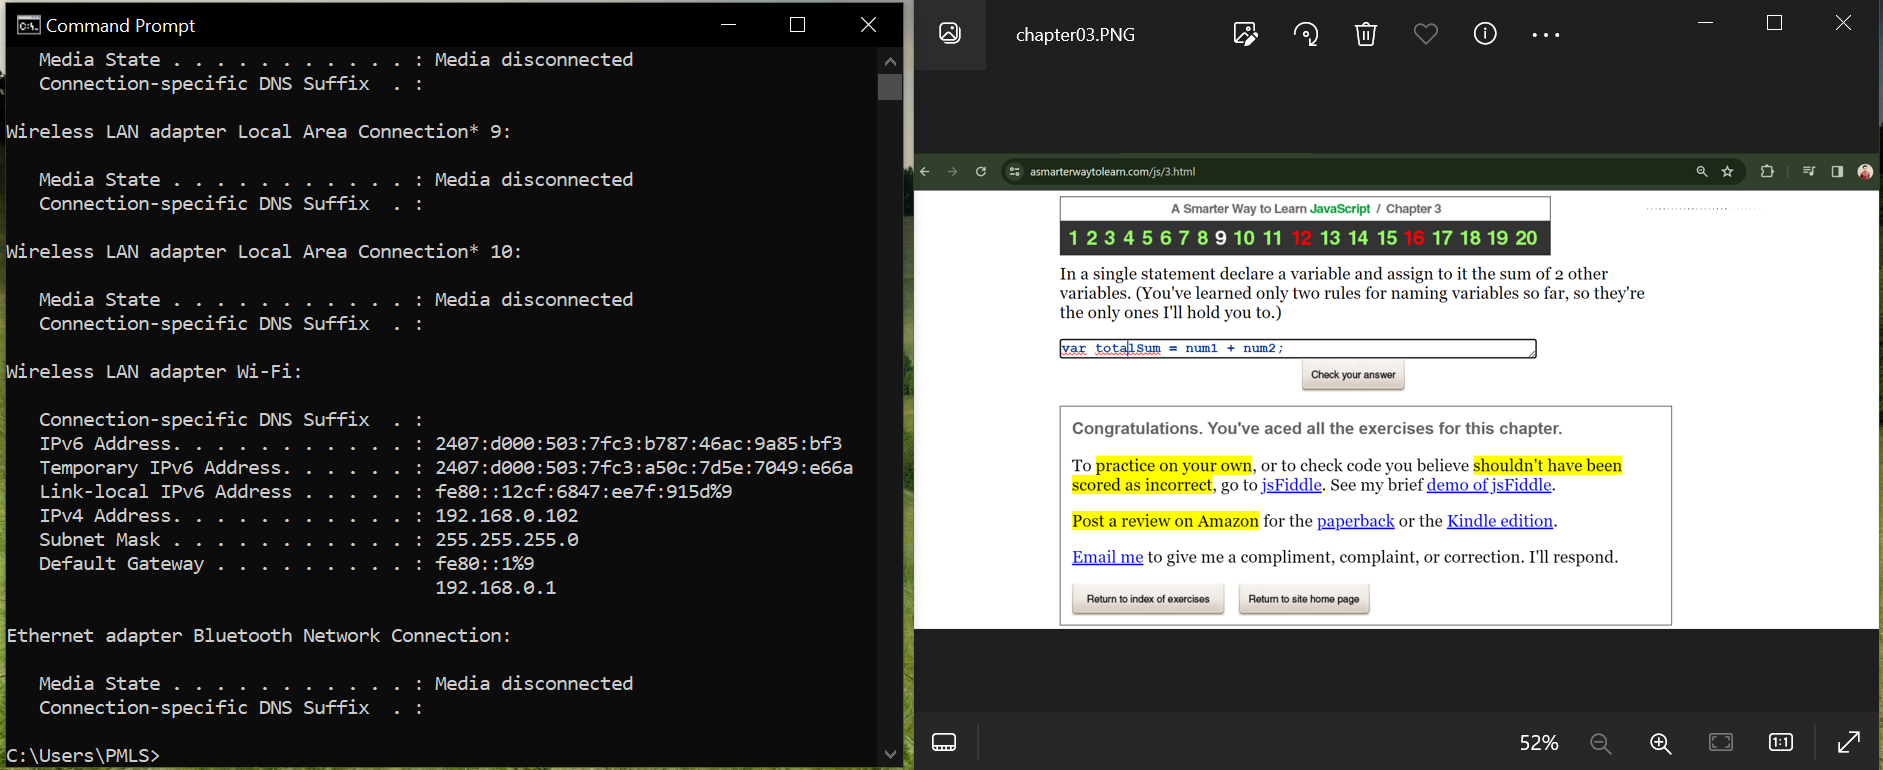 Command Prompt
Media State . . . . . . . . . . . : Media disconnected
Connection-specific DNS Suffix  . :
Wireless LAN adapter Local Area Connection* 9:
Media State . . . . . . . . . . . : Media disconnected
Connection-specific DNS Suffix  . :
Wireless LAN adapter Local Area Connection* 10:
Media State . . . . . . . . . . . : Media disconnected
Connection-specific DNS Suffix  . :
Wireless LAN adapter Wi-Fi:
Connection-specific DNS Suffix  . :
IPv6 Address. . . . . . . . . . . : 2407:d000:503:7fc3:b787:46ac:9a85:bf3
Temporary IPv6 Address. . . . . . : 2407:d000:503:7fc3:a50c:7d5e:7049:e66a
Link-local IPv6 Address . . . . . : fe80::12cf:6847:ee7f:915d%9
IPv4 Address. . . . . . . . . . . : 192.168.0.102
Subnet Mask . . . . . . . . . . . : 255.255.255.0
Default Gateway . . . . . . . . . : fe80::1%9
192.168.0.1
Ethernet adapter Bluetooth Network Connection:
Media State . . . . . . . . . . . : Media disconnected
Connection-specific DNS Suffix  . :
C:\Users\PMLS>
chapter03.PNG
asmarterwaytolearn.com/js/3.html
A Smarter Way to Learn JavaScript / Chapter 3
1 2 3 4 5 6 7 8 9 10 11 12 13 14 15 16 17 18 19 20
In a single statement declare a variable and assign to it the sum of 2 other
variables. (You've learned only two rules for naming variables so far, so they're
the only ones I'll hold you to.)
var totalSum = num1 + num2;
Check your answer
Congratulations. You've aced all the exercises for this chapter.
To practice on your own, or to check code you believe shouldn't have been
scored as incorrect, go to jsFiddle. See my brief demo of jsFiddle.
Post a review on Amazon for the paperback or the Kindle edition.
Email me to give me a compliment, complaint, or correction. I'll respond.
Return to index of exercises
Return to site home page
52%
1:1